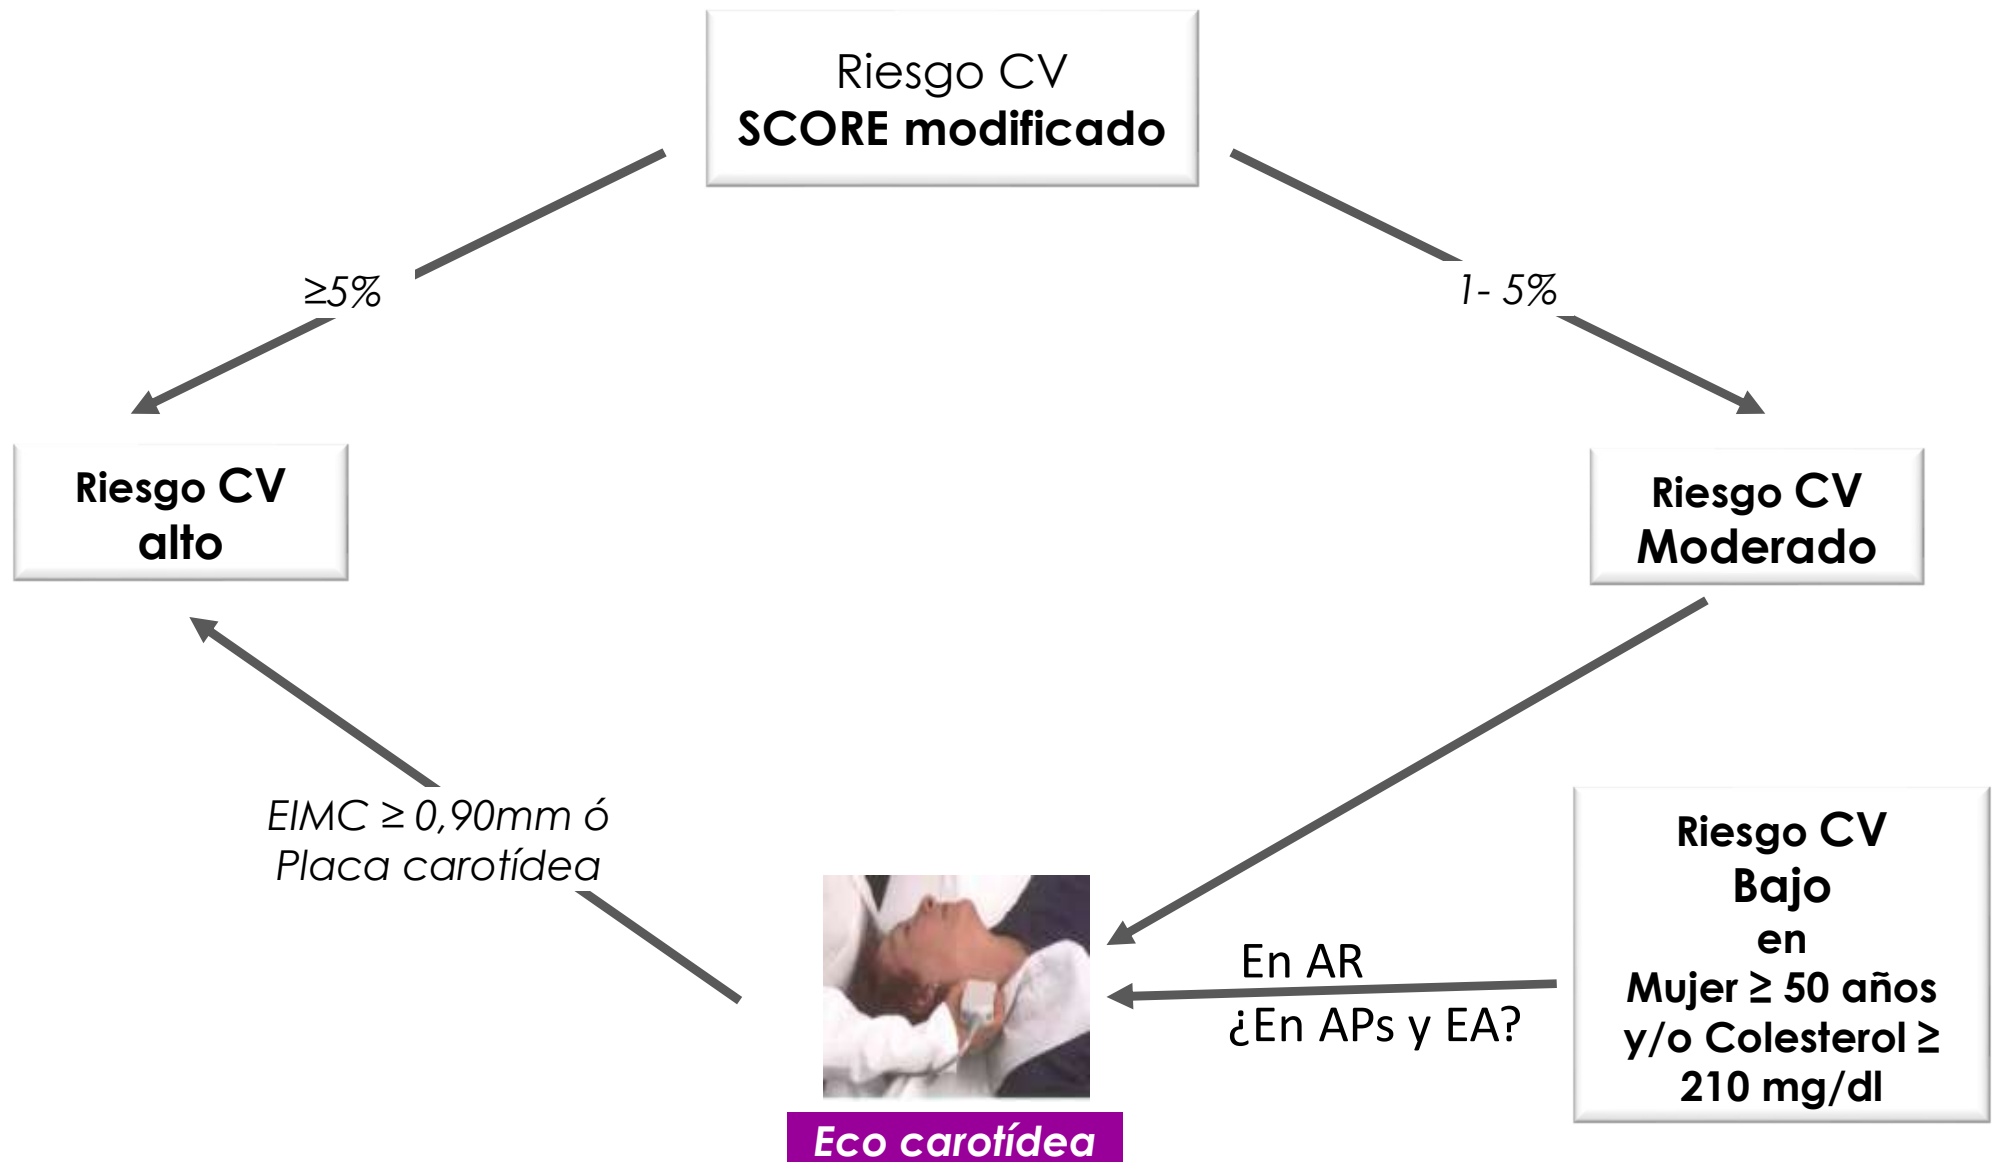 Riesgo CV
SCORE modificado
≥5%
1- 5%
Riesgo CV
alto
Riesgo CV
Moderado
EIMC ≥ 0,90mm ó
Placa carotídea
En AR
¿En APs y EA?
Riesgo CV
Bajo
en
Mujer ≥ 50 años
y/o Colesterol ≥
210 mg/dl
Eco carotídea